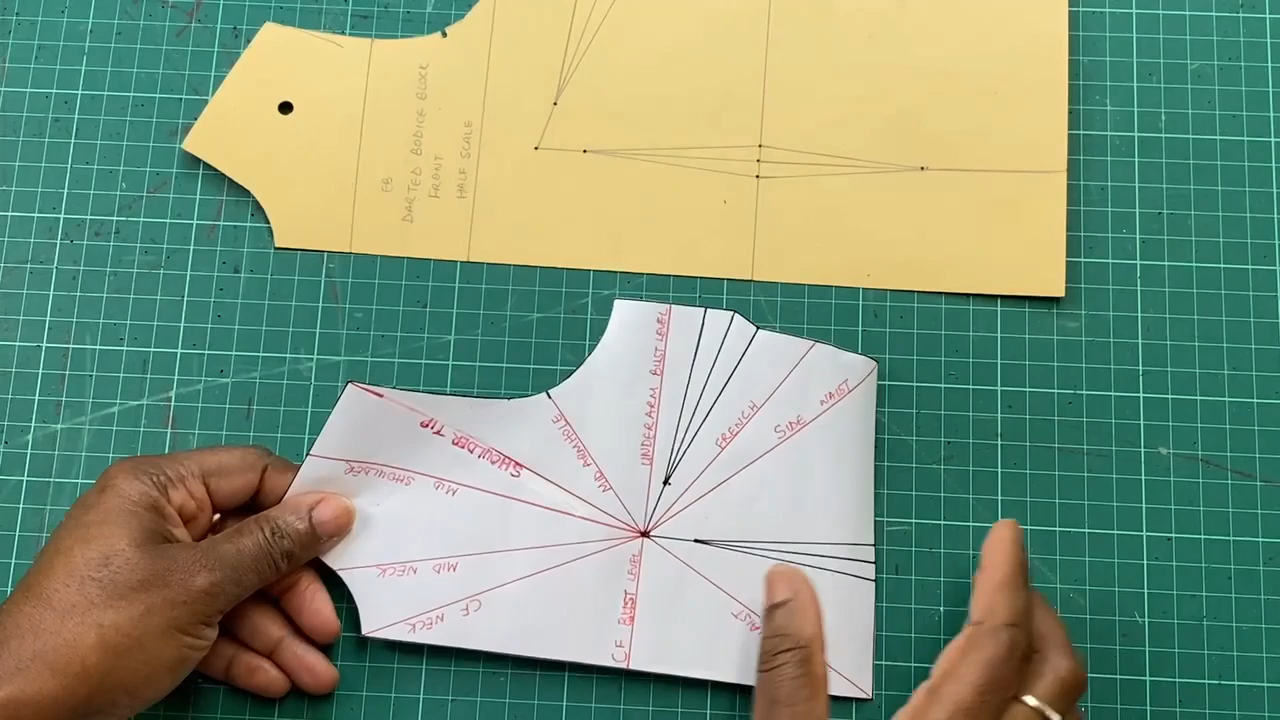 EB
DARTED BODICE BLOCK
FRONT
HALF SCALE
SHOULDER TIP
MID SHOULDER
MID NECK
CF NECK
MID ARMHOLE
UNDERARM BUST LEVEL
FRENCH
SIDE WAIST
CF BUST LEVEL